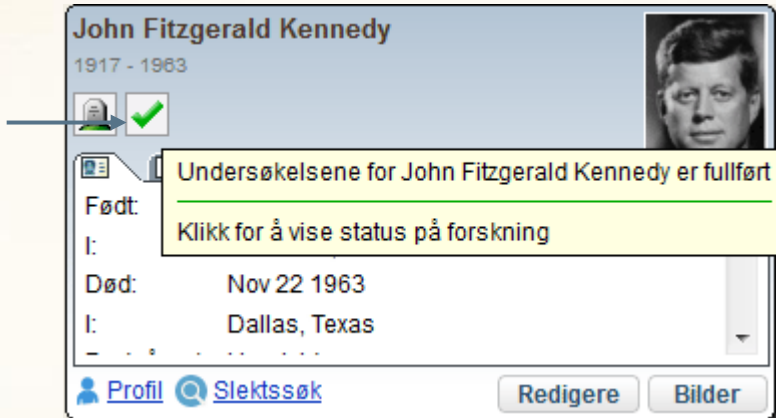 John Fitzgerald Kennedy
1917 - 1963
Undersøkelsene for John Fitzgerald Kennedy er fullført
Født:
Klikk for å vise status på forskning
I:
Død: Nov 22 1963
I: Dallas, Texas
Profil Slektssøk Redigere Bilder